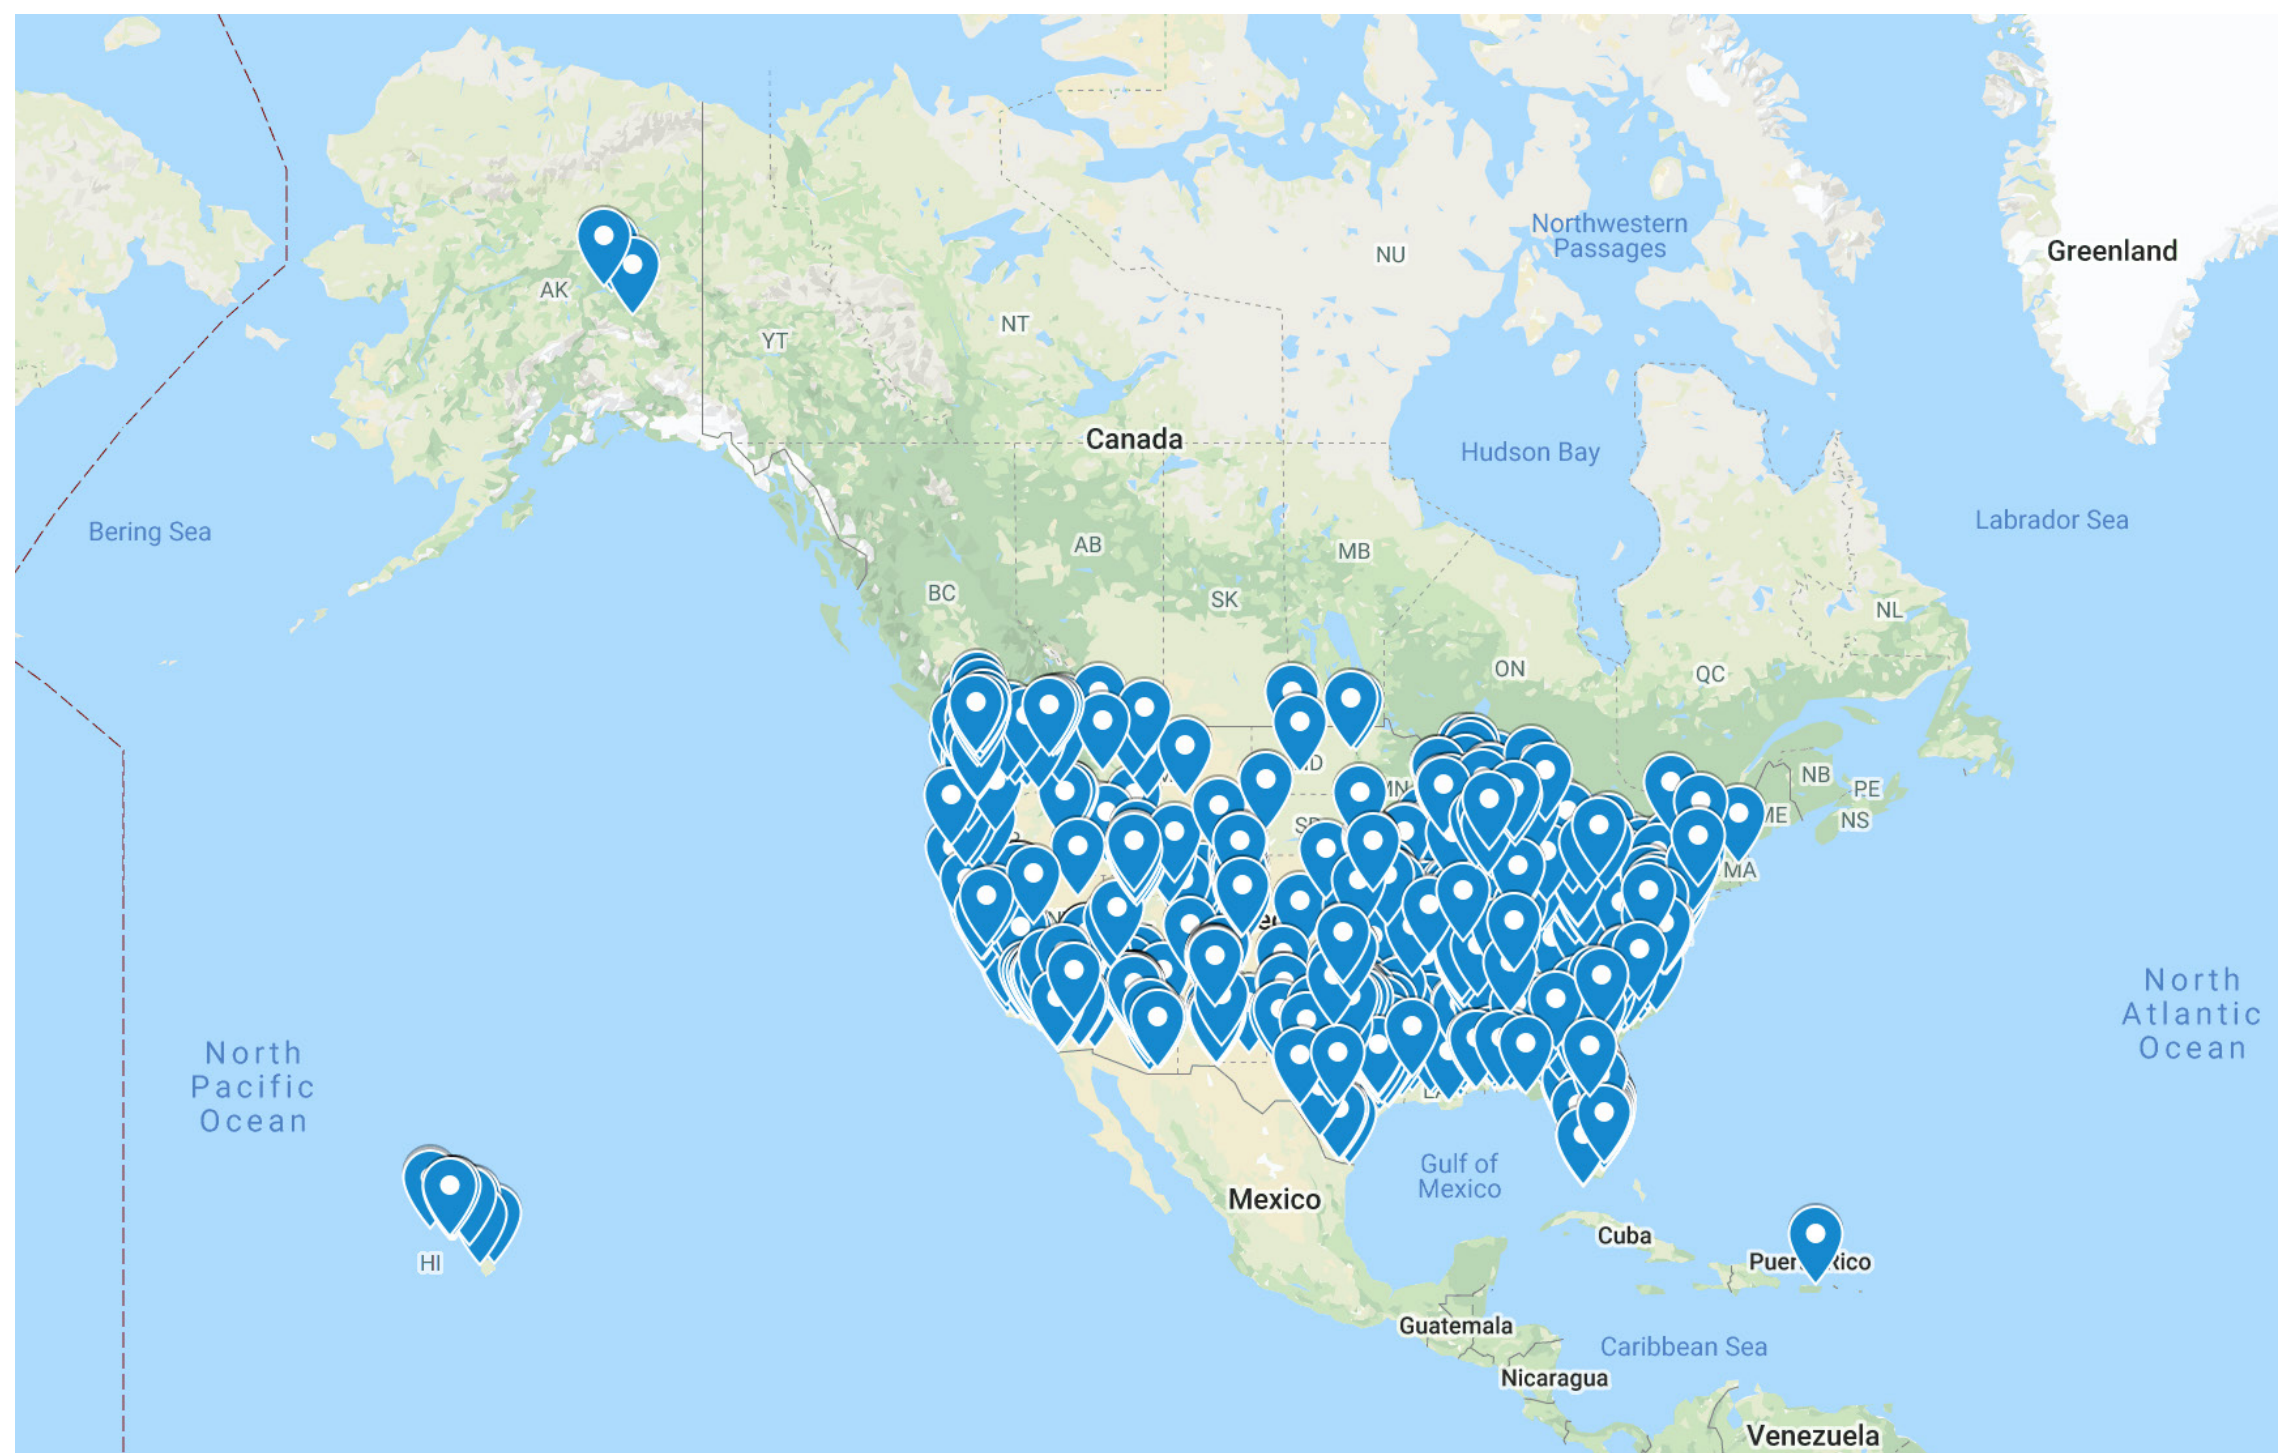 Northwestern
Passages
NU
Greenland
AK
NT
YT
Canada
Hudson Bay
Labrador Sea
Bering Sea
AB
MB
BC
SK
NL
ON
QC
NB
PE
ME
NS
MA
North
Pacific
Ocean
North
Atlantic
Ocean
Gulf of
Mexico
Mexico
Cuba
HI
Guatemala
Caribbean Sea
Nicaragua
Venezuela